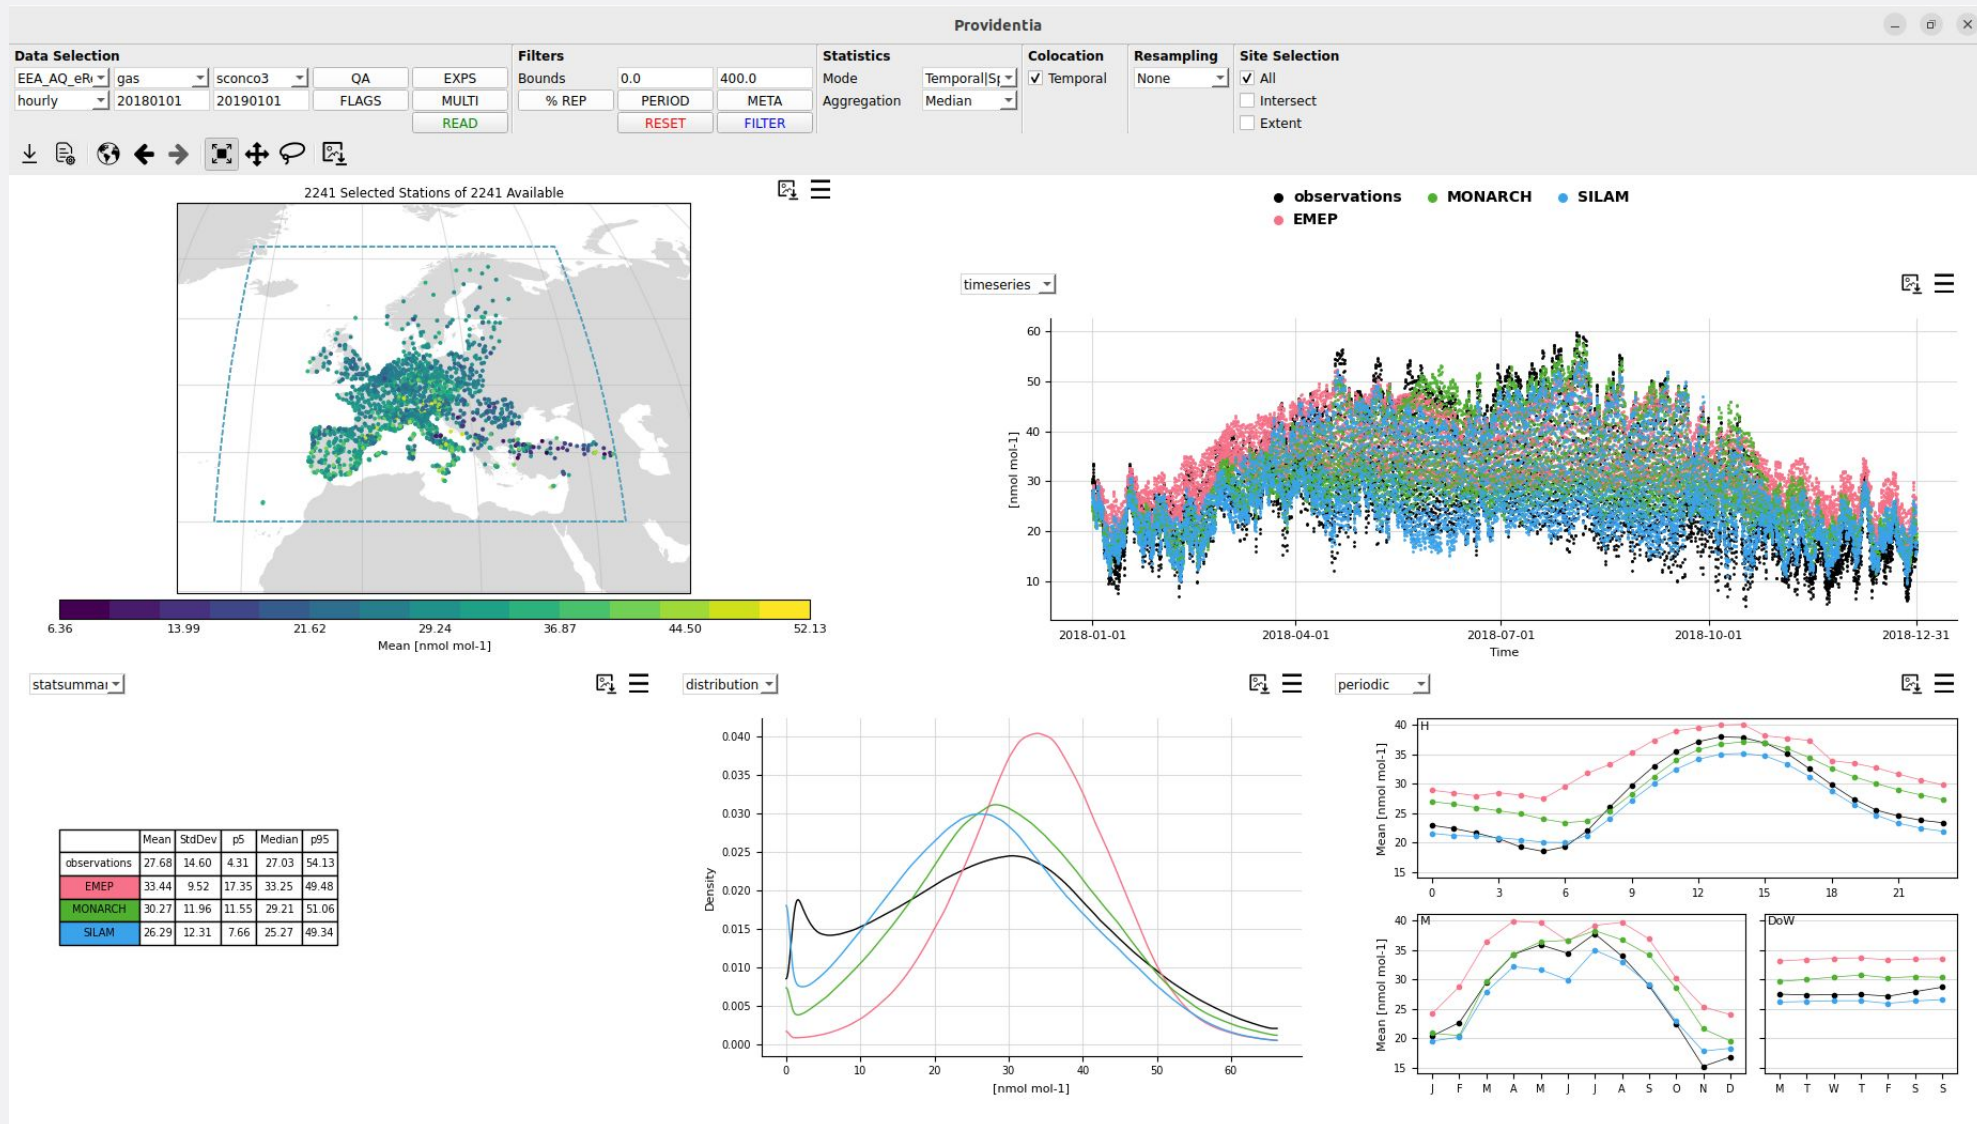 Providentia
Data Selection Filters Statistics Colocation Resampling Site Selection
EEA_AQ_eRe gas sconco3 QA EXPS Bounds 0.0 400.0 Mode Temporal|Sp Temporal None All
hourly 20180101 20190101 FLAGS MULTI % REP PERIOD META Aggregation Median Intersect
READ RESET FILTER Extent
2241 Selected Stations of 2241 Available
6.36 13.99 21.62 29.24 36.87 44.50 52.13
Mean [nmol mol-1]
observations MONARCH SILAM
EMEP
timeseries
60
50
40
30
20
10
[nmol mol-1]
2018-01-01 2018-04-01 2018-07-01 2018-10-01 2018-12-31
Time
statsummar
Mean StdDev p5 Median p95
observations 27.68 14.60 4.31 27.03 54.13
EMEP 33.44 9.52 17.35 33.25 49.48
MONARCH 30.27 11.96 11.55 29.21 51.06
SILAM 26.29 12.31 7.66 25.27 49.34
distribution
0.040
0.035
0.030
0.025
0.020
0.015
0.010
0.005
0.000
Density
0 10 20 30 40 50 60
[nmol mol-1]
periodic
H
40
35
30
25
20
15
Mean [nmol mol-1]
0 3 6 9 12 15 18 21
M
40
35
30
25
20
15
Mean [nmol mol-1]
J F M A M J J A S O N D
DoW
M T W T F S S